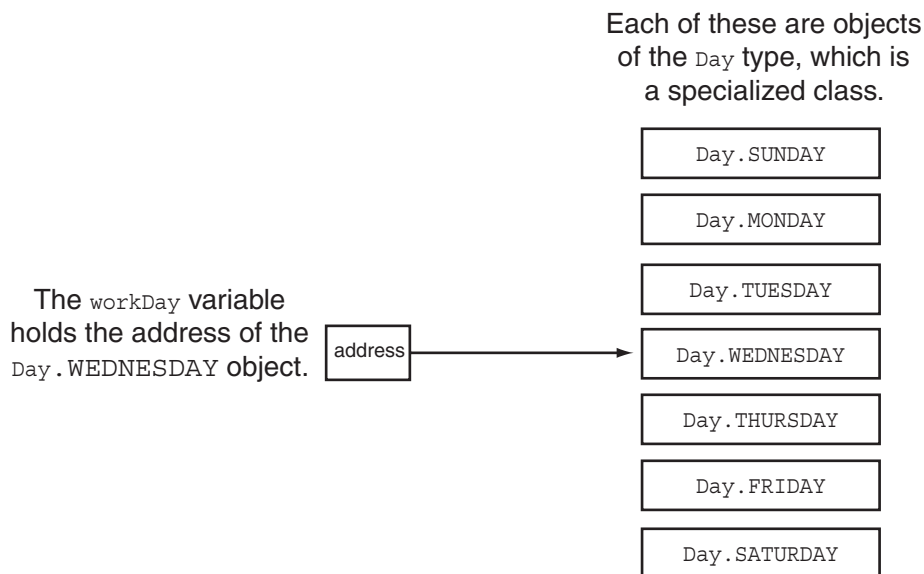 Each of these are objects
of the Day type, which is
a specialized class.
Day.SUNDAY
Day.MONDAY
Day.TUESDAY
The workDay variable
holds the address of the
Day.WEDNESDAY object.
address
Day.WEDNESDAY
Day.THURSDAY
Day.FRIDAY
Day.SATURDAY